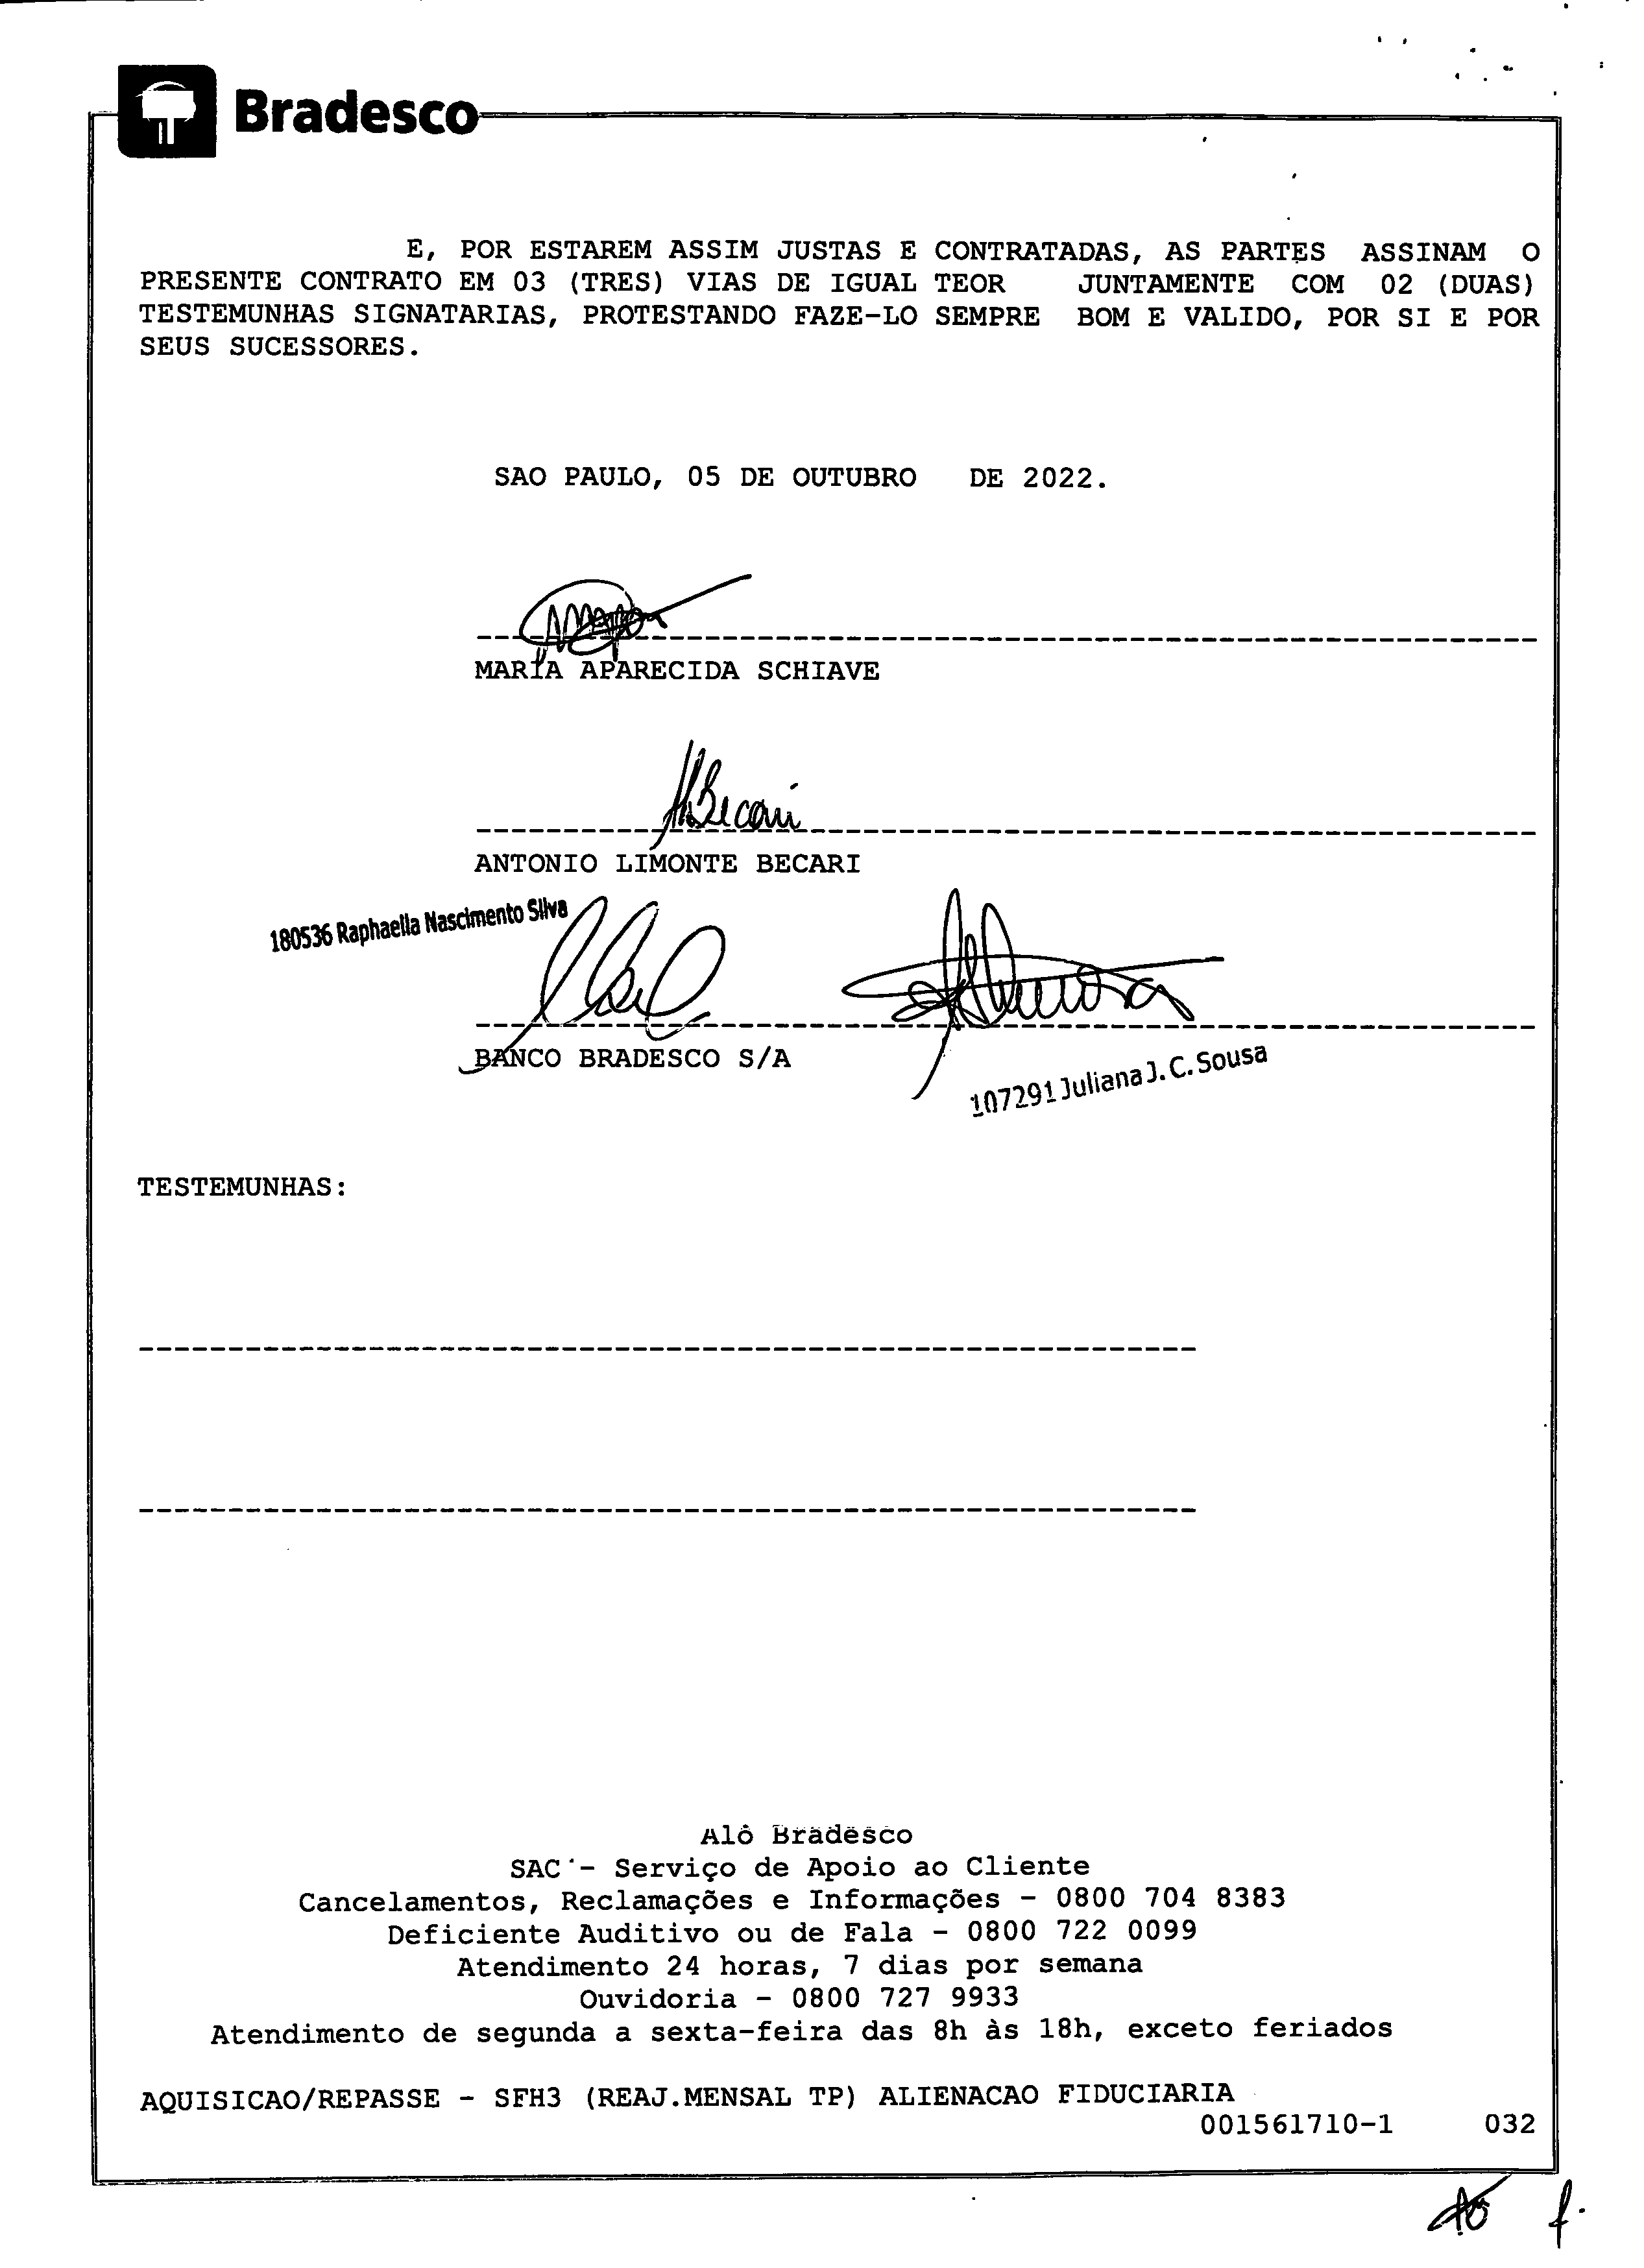 Bradesco
E, POR ESTAREM ASSIM JUSTAS E CONTRATADAS, AS PARTES ASSINAM O
PRESENTE CONTRATO EM 03 (TRES) VIAS DE IGUAL TEOR JUNTAMENTE COM 02 (DUAS)
TESTEMUNHAS SIGNATARIAS, PROTESTANDO FAZE-LO SEMPRE BOM E VALIDO, POR SI E POR
SEUS SUCESSORES.
SAO PAULO, 05 DE OUTUBRO DE 2022.
MARIA APARECIDA SCHIAVE
Becari
ANTONIO LIMONTE BECARI
180536 Raphaella Nascimento Silva
BANCO BRADESCO S/A
107291 Juliana J. C. Sousa
TESTEMUNHAS:
Alô Bradesco
SAC - Serviço de Apoio ao Cliente
Cancelamentos, Reclamações e Informações - 0800 704 8383
Deficiente Auditivo ou de Fala - 0800 722 0099
Atendimento 24 horas, 7 dias por semana
Ouvidoria - 0800 727 9933
Atendimento de segunda a sexta-feira das 8h às 18h, exceto feriados
AQUISICAO/REPASSE - SFH3 (REAJ.MENSAL TP) ALIENACAO FIDUCIARIA
001561710-1 032